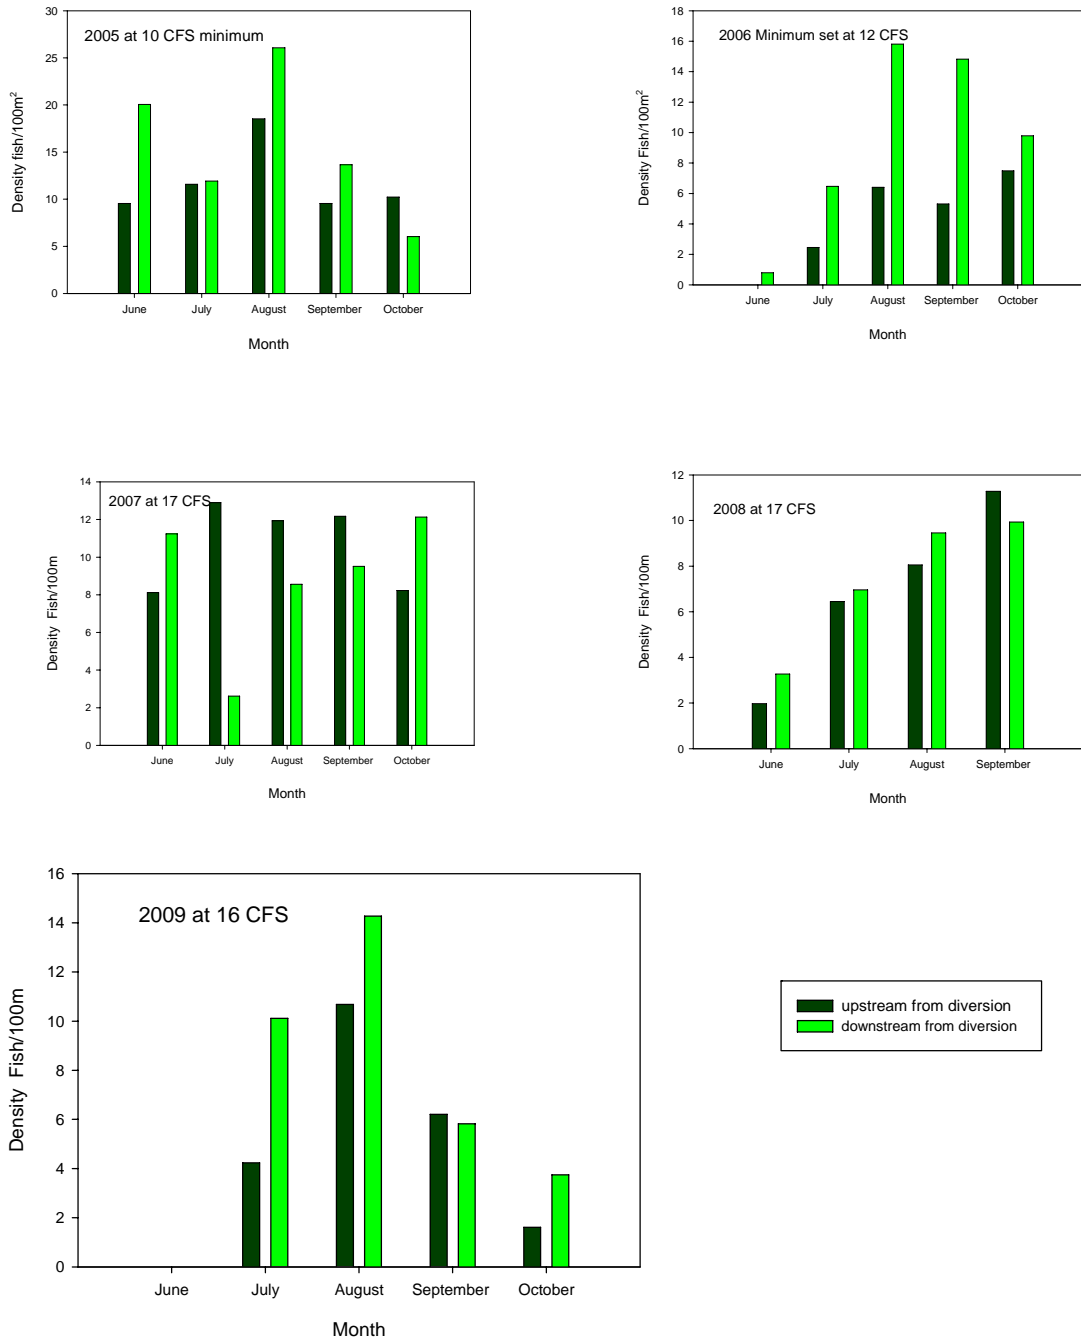 2005 at 10 CFS minimum
Density fish/100m²
30
25
20
15
10
5
0
June July August September October
Month
2006 Minimum set at 12 CFS
Density Fish/100m²
18
16
14
12
10
8
6
4
2
0
June July August September October
Month
2007 at 17 CFS
Density Fish/100m
14
12
10
8
6
4
2
0
June July August September October
Month
2008 at 17 CFS
Density Fish/100m
12
10
8
6
4
2
0
June July August September
Month
2009 at 16 CFS
Density Fish/100m
16
14
12
10
8
6
4
2
0
June July August September October
Month
upstream from diversion
downstream from diversion